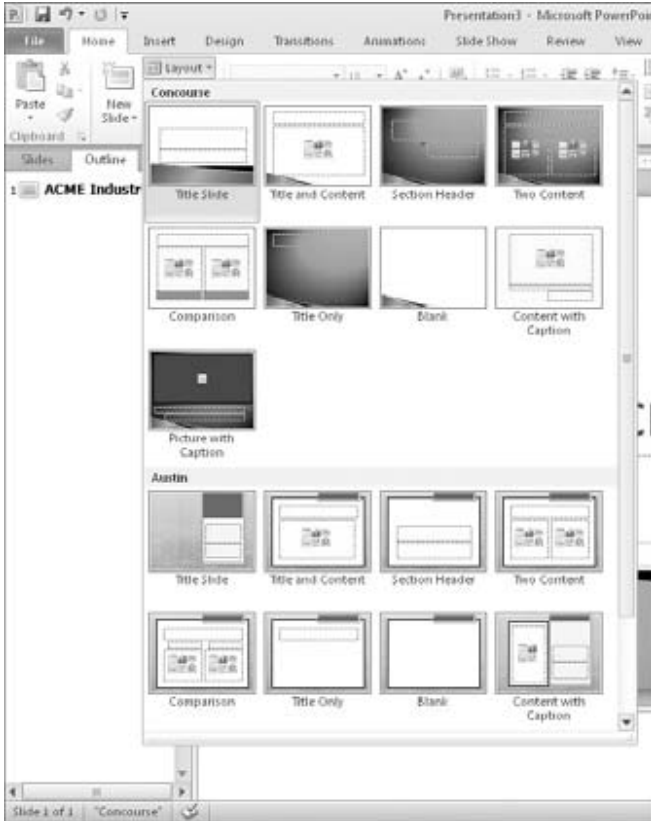 Presentation3 - Microsoft PowerPoi
File Home Insert Design Transitions Animations Slide Show Review View
Layout
Paste
New
Slide
Clipboard
Slides Outline
1 ACME Industr
Concourse
Title Slide Title and Content Section Header Two Content
Comparison Title Only Blank Content with
Caption
Picture with
Caption
Austin
Title Slide Title and Content Section Header Two Content
Comparison Title Only Blank Content with
Caption
Slide 1 of 1 "Concourse"